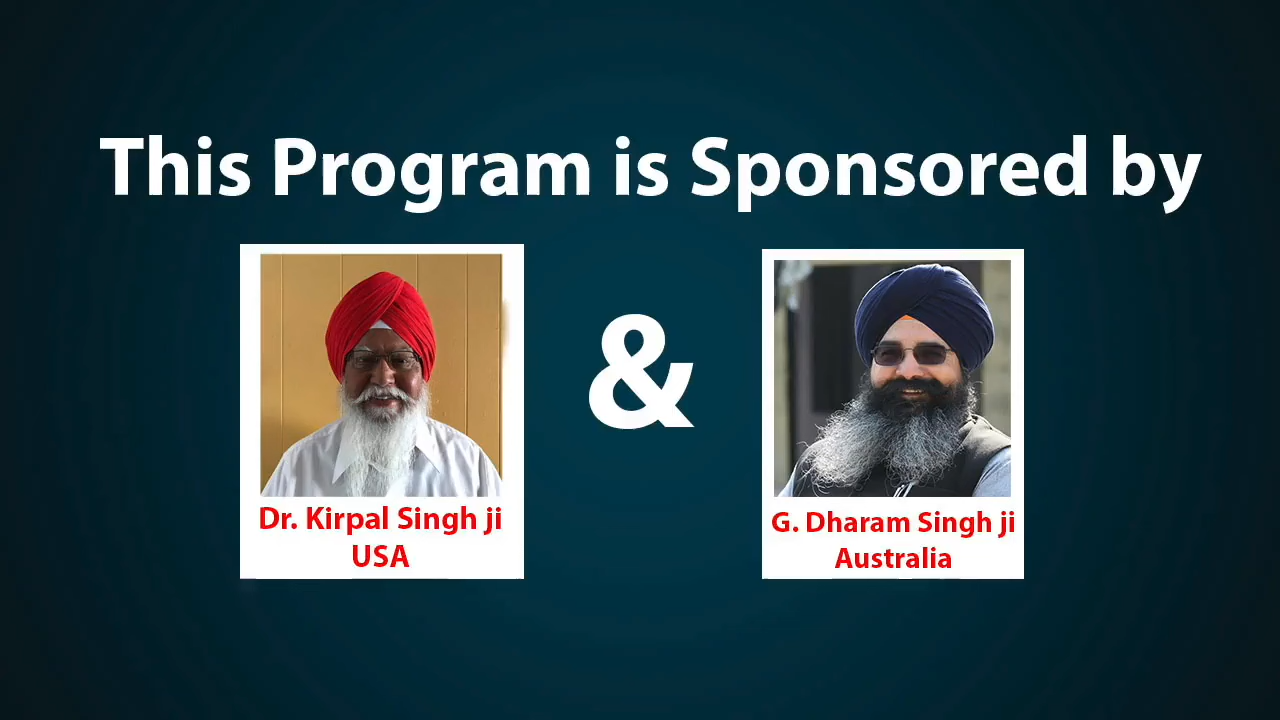 This Program is Sponsored by
&
Dr. Kirpal Singh ji
USA
G. Dharam Singh ji
Australia